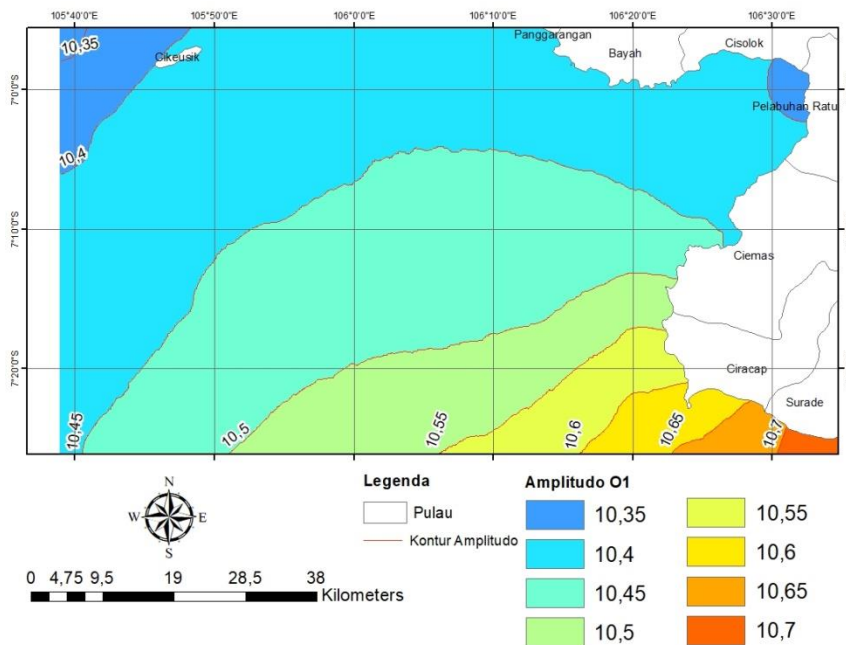 105°40'0"E 105°50'0"E 106°0'0"E 106°10'0"E 106°20'0"E 106°30'0"E
10,35
Cikeusik
Panggarangan
Bayah
Cisolok
7°0'0"S
Pelabuhan Ratu
10,4
7°10'0"S
Ciemas
7°20'0"S
Ciracap
Surade
10,45
10,5
10,55
10,6
10,65
10,7
Legenda
Pulau
Kontur Amplitudo
Amplitudo O1
10,35
10,4
10,45
10,5
10,55
10,6
10,65
10,7
N
W E
S
0 4,75 9,5 19 28,5 38
Kilometers